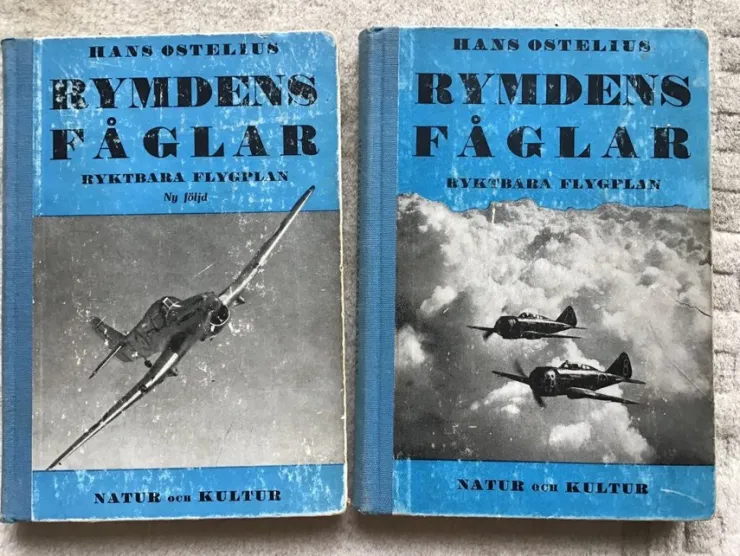 HANS OSTELIUS
RYMDENS
FÅGLAR
RYKTBARA FLYGPLAN
Ny följd
NATUR OCH KULTUR
HANS OSTELIUS
RYMDENS
FÅGLAR
RYKTBARA FLYGPLAN
NATUR OCH KULTUR